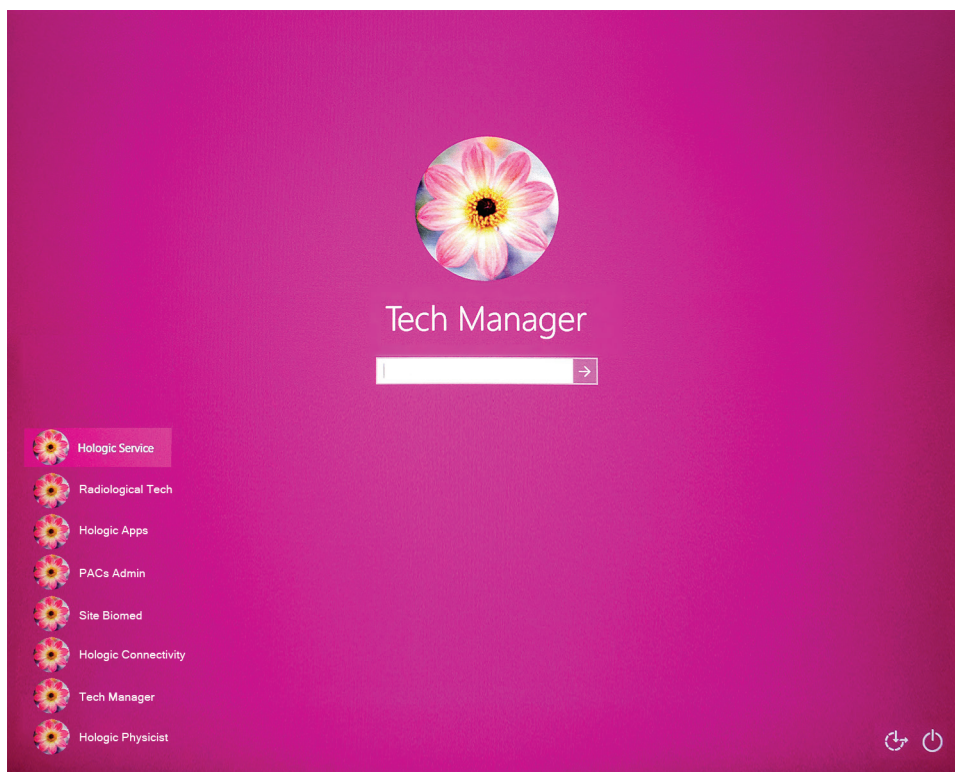 Tech Manager
Hologic Service
Radiological Tech
Hologic Apps
PACs Admin
Site Biomed
Hologic Connectivity
Tech Manager
Hologic Physicist